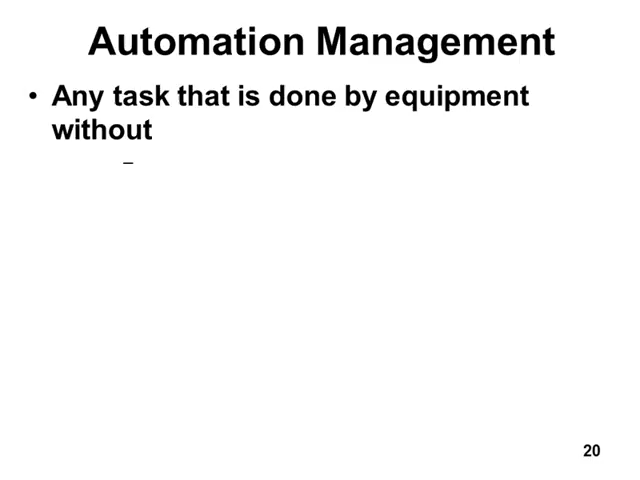 Automation Management
• Any task that is done by equipment
without
–
20